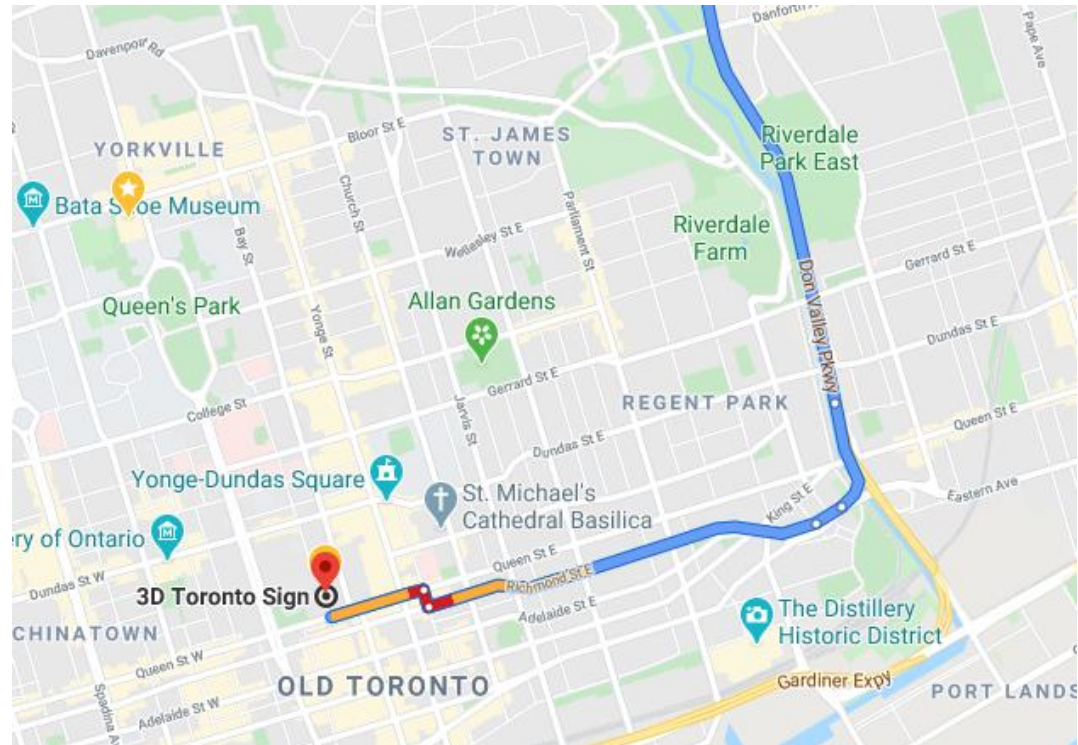 Danforth A
Davenport Rd
Pape Ave
Bloor St E
ST. JAMES
TOWN
Riverdale
Park East
YORKVILLE
Church St
Parliament St
Bata Shoe Museum
Bay St
Wellesley St E
Riverdale
Farm
Gerrard St E
Queen's Park
Yonge St
Allan Gardens
Don Valley Pkwy
Dundas St E
Gerrard St E
College St
Jarvis St
REGENT PARK
Queen St E
Dundas St E
Yonge-Dundas Square
St. Michael's
Cathedral Basilica
King St E
Eastern Ave
ery of Ontario
Queen St E
Dundas St W
3D Toronto Sign
Richmond St E
Adelaide St E
The Distillery
Historic District
CHINATOWN
Queen St W
OLD TORONTO
Gardiner Expy
PORT LANDS
Spadina A
Adelaide St W